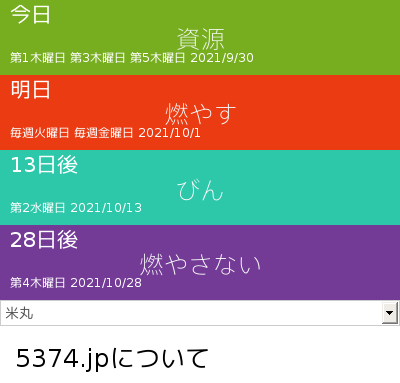 今日
資源
第1木曜日 第3木曜日 第5木曜日 2021/9/30
明日
燃やす
毎週火曜日 毎週金曜日 2021/10/1
13日後
びん
第2水曜日 2021/10/13
28日後
燃やさない
第4木曜日 2021/10/28
米丸
5374.jpについて